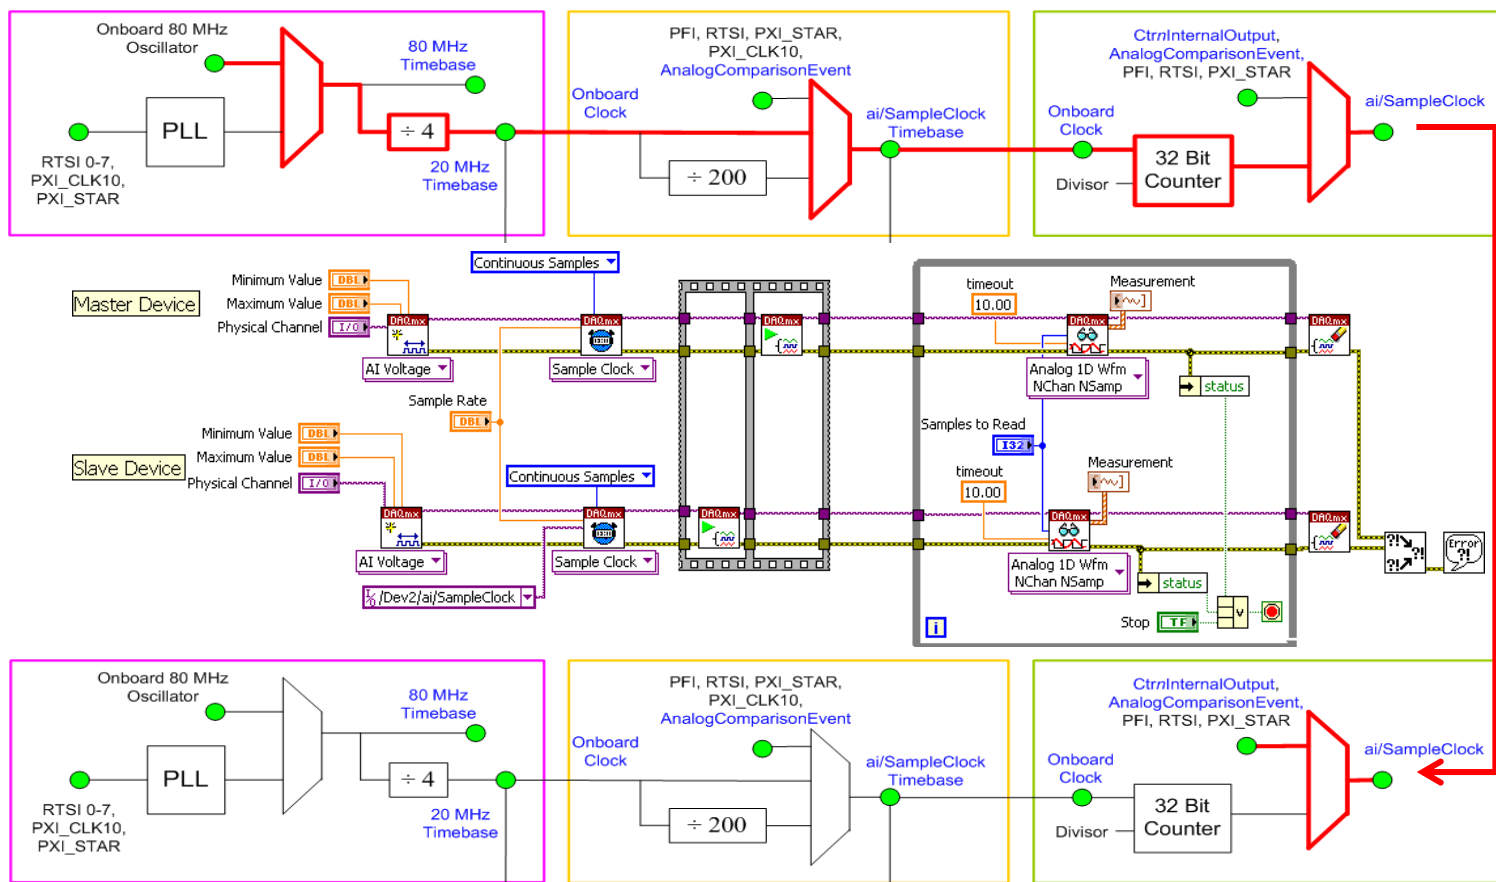 Onboard 80 MHz
Oscillator
80 MHz
Timebase
PLL
÷ 4
RTSI 0-7,
PXI_CLK10,
PXI_STAR
20 MHz
Timebase
PFI, RTSI, PXI_STAR,
PXI_CLK10,
AnalogComparisonEvent
Onboard
Clock
ai/SampleClock
Timebase
÷ 200
CtrnInternalOutput,
AnalogComparisonEvent,
PFI, RTSI, PXI_STAR
ai/SampleClock
Onboard
Clock
32 Bit
Counter
Divisor
Master Device
Minimum Value
DBL
Maximum Value
DBL
Physical Channel
I/O
Continuous Samples
DAQmx
AI Voltage
DAQmx
Sample Clock
Sample Rate
DBL
DAQmx
timeout
10.00
Measurement
DAQmx
Analog 1D Wfm
NChan NSamp
status
DAQmx
Slave Device
Minimum Value
DBL
Maximum Value
DBL
Physical Channel
I/O
Continuous Samples
DAQmx
AI Voltage
DAQmx
Sample Clock
I/O /Dev2/ai/SampleClock
DAQmx
Samples to Read
I32
timeout
10.00
Measurement
DAQmx
Analog 1D Wfm
NChan NSamp
status
Stop
TF
V
i
DAQmx
?!
?!
?!
Error
?!
Onboard 80 MHz
Oscillator
80 MHz
Timebase
PLL
÷ 4
RTSI 0-7,
PXI_CLK10,
PXI_STAR
20 MHz
Timebase
PFI, RTSI, PXI_STAR,
PXI_CLK10,
AnalogComparisonEvent
Onboard
Clock
ai/SampleClock
Timebase
÷ 200
CtrnInternalOutput,
AnalogComparisonEvent,
PFI, RTSI, PXI_STAR
ai/SampleClock
Onboard
Clock
32 Bit
Counter
Divisor